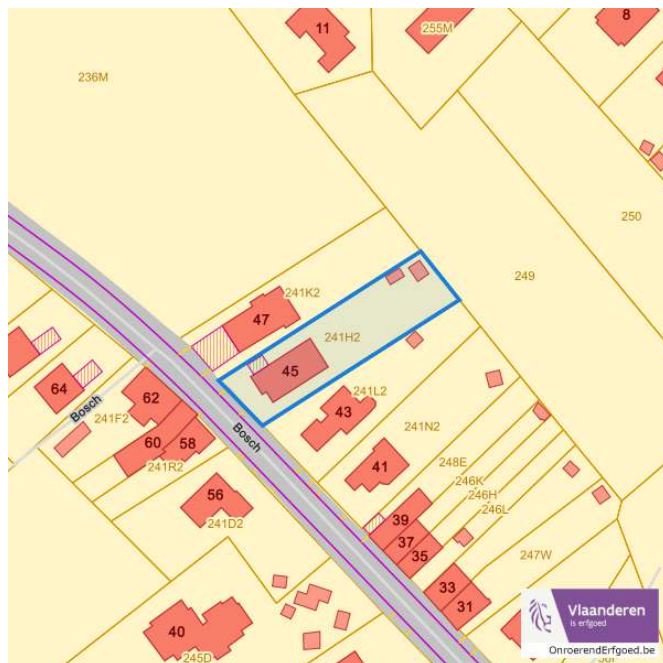 11
255M
8
236M
250
249
241K2
47
241H2
45
64
62
Bosch
241F2
60
58
Bosch
43
241L2
241N2
41
248E
246K
246H
246L
241R2
56
241D2
39
37
35
247W
33
31
40
245D
Vlaanderen
is erfgoed
OnroerendErfgoed.be